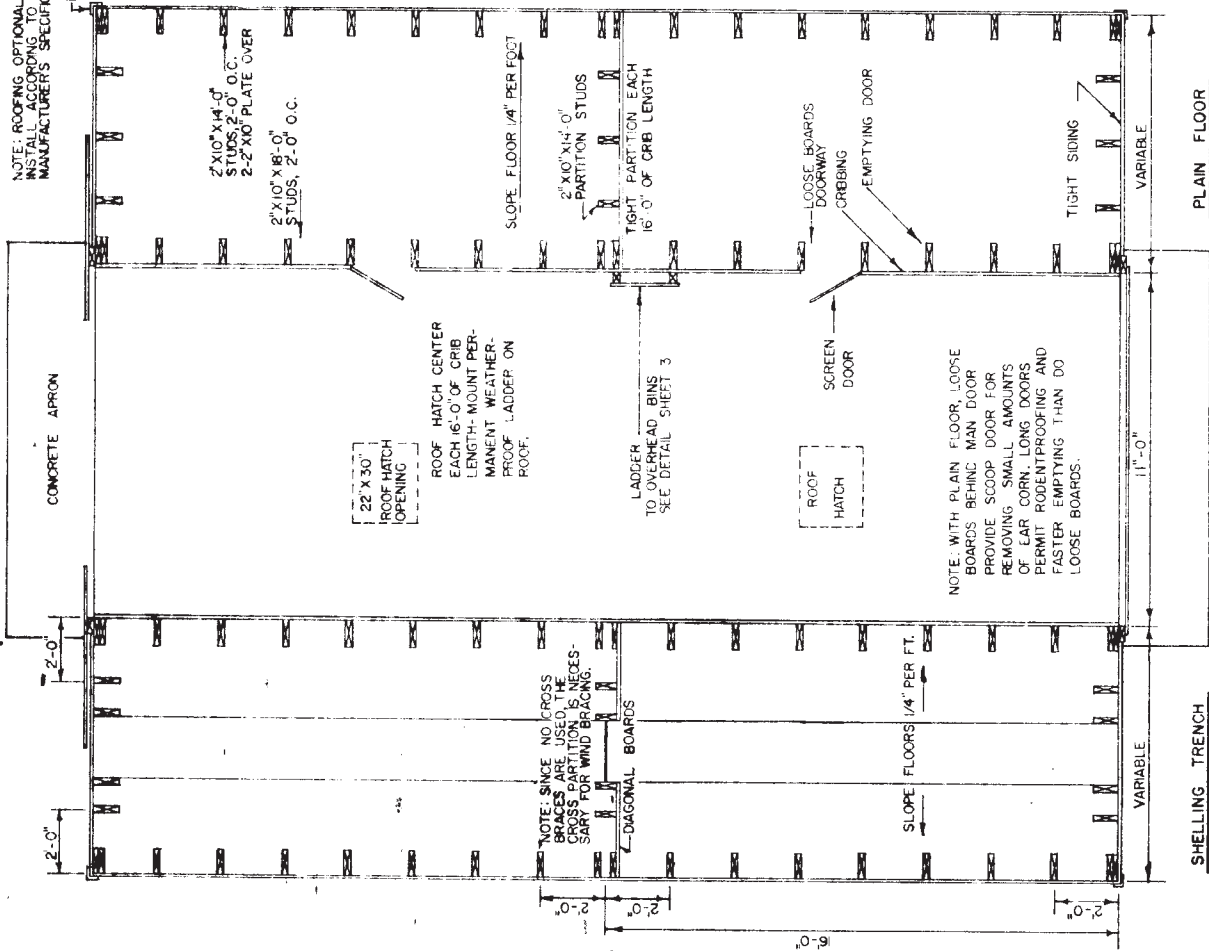 NOTE: ROOFING OPTIONAL
INSTALL ACCORDING TO
MANUFACTURER'S SPECIFIC
CONCRETE APRON
2'-0"
2'-0"
2"X10"X14'-0"
STUDS, 2'-0" O.C.
2-2"X10" PLATE OVER
2"X10"X18'-0"
STUDS, 2'-0" O.C.
22"X30"
ROOF HATCH
OPENING
ROOF HATCH CENTER
EACH 16'-0" OF CRIB
LENGTH-MOUNT PER-
MANENT WEATHER-
PROOF LADDER ON
ROOF.
SLOPE FLOOR 1/4" PER FOOT
2"X10"X14'-0"
PARTITION STUDS
TIGHT PARTITION EACH
16'-0" OF CRIB LENGTH
NOTE: SINCE NO CROSS
BRACES ARE USED, THE
CROSS PARTITION IS NECES-
SARY FOR WIND BRACING.
DIAGONAL BOARDS
LADDER
TO OVERHEAD BINS
SEE DETAIL SHEET 3
LOOSE BOARDS
DOORWAY
CRIBBING
EMPTYING DOOR
SCREEN
DOOR
ROOF
HATCH
SLOPE FLOORS 1/4" PER FT.
NOTE: WITH PLAIN FLOOR, LOOSE
BOARDS BEHIND MAN DOOR
PROVIDE SCOOP DOOR FOR
REMOVING SMALL AMOUNTS
OF EAR CORN. LONG DOORS
PERMIT RODENTPROOFING AND
FASTER EMPTYING THAN DO
LOOSE BOARDS.
TIGHT SIDING
2'-0"
2'-0"
2'-0"
16'-0"
VARIABLE
11'-0"
VARIABLE
SHELLING TRENCH
PLAIN FLOOR